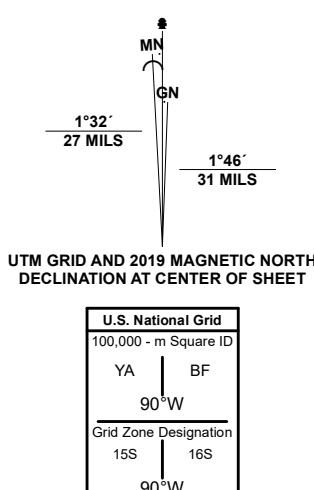 MN
GN
1°32´
27 MILS
1°46´
31 MILS
UTM GRID AND 2019 MAGNETIC NORTH
DECLINATION AT CENTER OF SHEET
U.S. National Grid
100,000 - m Square ID
YA BF
90°W
Grid Zone Designation
15S 16S
90°W